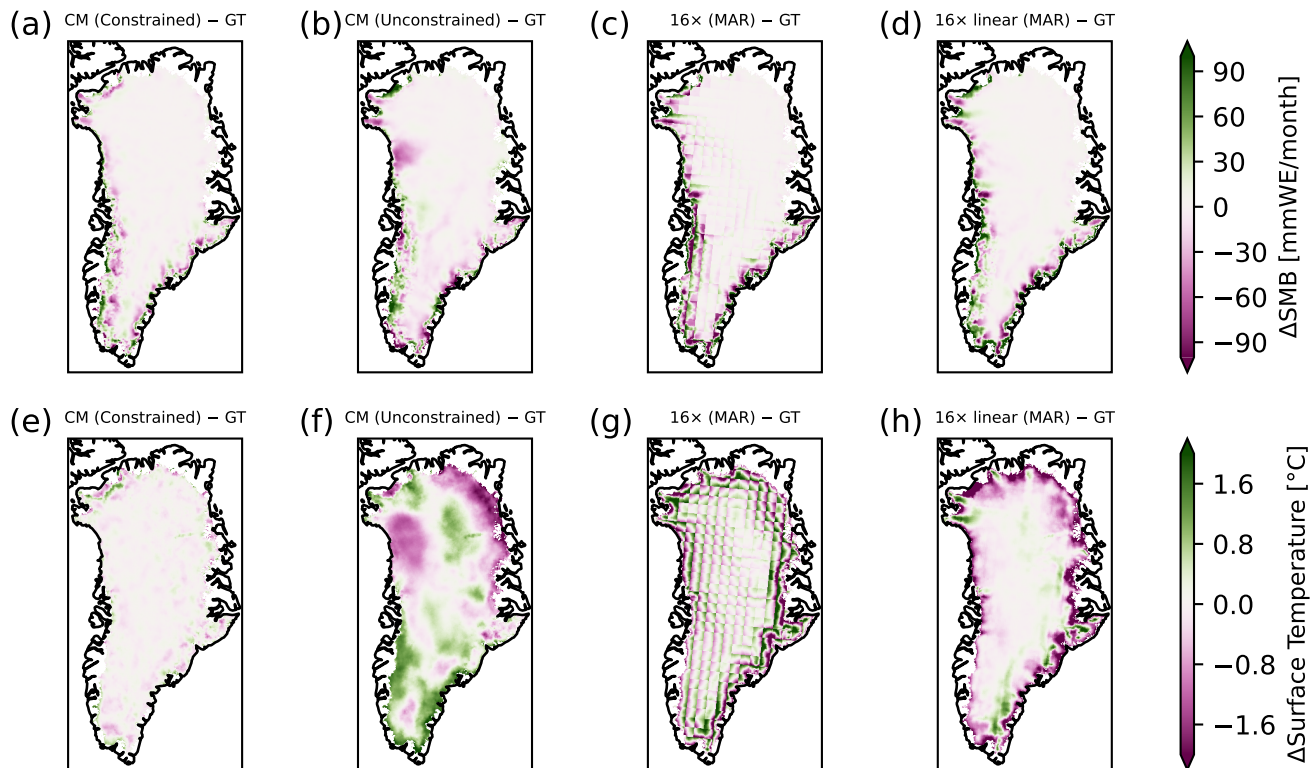 (a) CM (Constrained) − GT
(b) CM (Unconstrained) − GT
(c) 16× (MAR) − GT
(d) 16× linear (MAR) − GT
90
60
30
0
−30
−60
−90
ΔSMB [mmWE/month]
(e) CM (Constrained) − GT
(f) CM (Unconstrained) − GT
(g) 16× (MAR) − GT
(h) 16× linear (MAR) − GT
1.6
0.8
0.0
−0.8
−1.6
ΔSurface Temperature [°C]